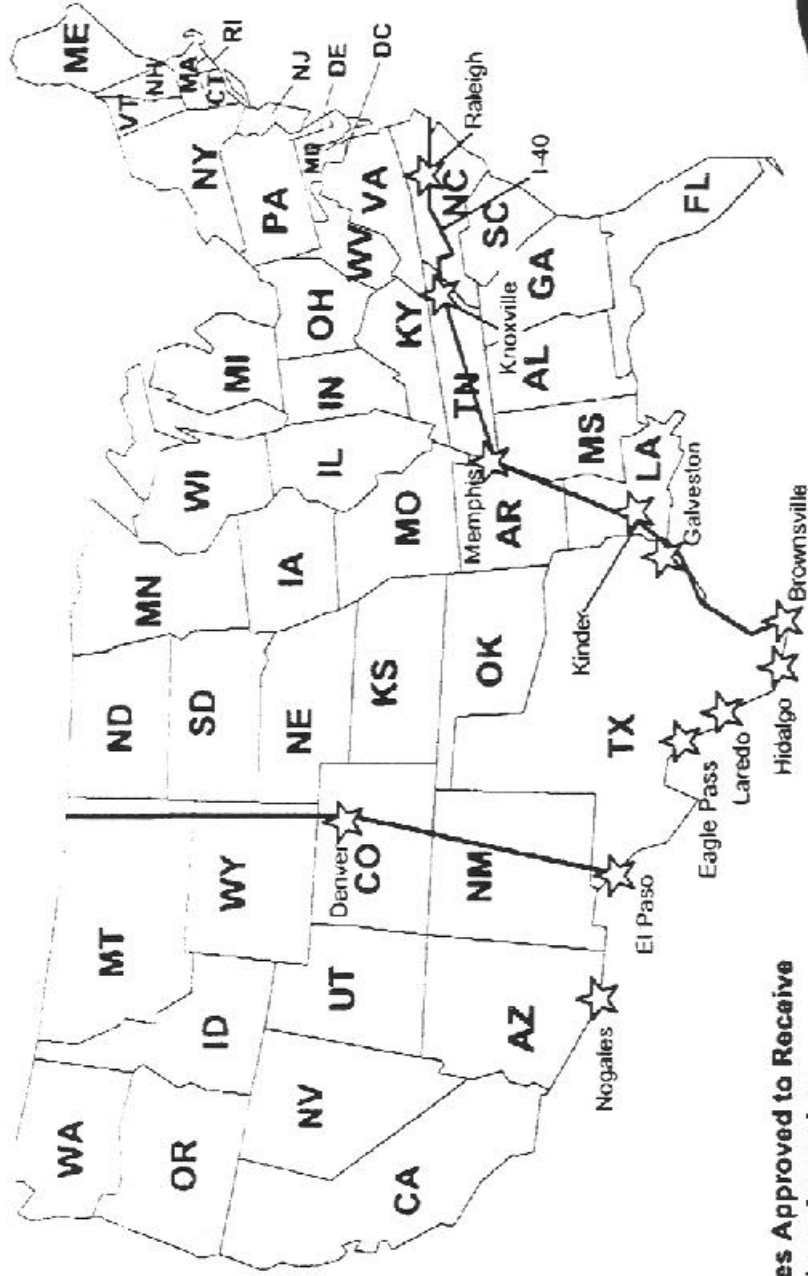 WA
OR
CA
NV
ID
MT
UT
AZ
WY
CO
NM
ND
SD
NE
KS
OK
TX
MN
IA
MO
AR
LA
WI
IL
MS
MI
IN
KY
TN
AL
OH
WV
VA
NC
SC
GA
FL
PA
NY
VT
NH
ME
MA
CT
RI
NJ
DE
MD
DC
Denver
El Paso
Nogales
Eagle Pass
Laredo
Hidalgo
Brownsville
Galveston
Kinder
Memphis
Knoxville
Raleigh
I-40
es Approved to Receive